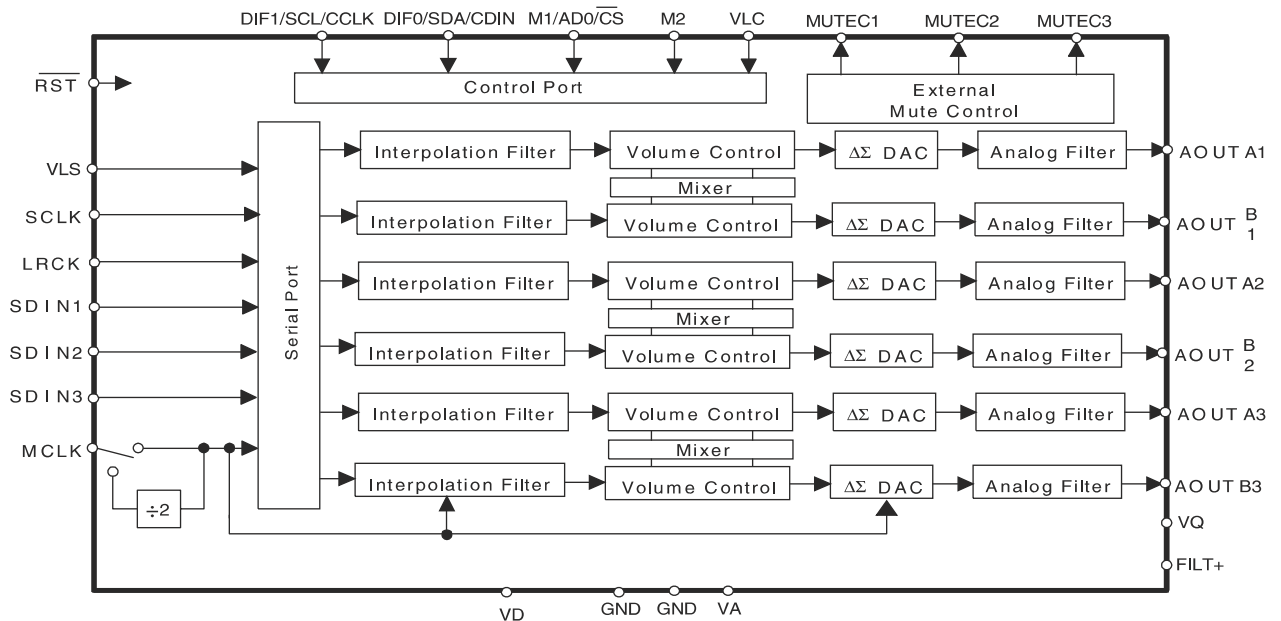 DIF1/SCL/CCLK DIF0/SDA/CDIN M1/AD0/CS M2 VLC MUTEC1 MUTEC2 MUTEC3
RST
Control Port
External
Mute Control
Serial Port
VLS
SCLK
LRCK
SDIN1
SDIN2
SDIN3
MCLK
÷2
Interpolation Filter Volume Control ΔΣ DAC Analog Filter AOUT A1
Mixer
Interpolation Filter Volume Control ΔΣ DAC Analog Filter AOUT B1
Interpolation Filter Volume Control ΔΣ DAC Analog Filter AOUT A2
Mixer
Interpolation Filter Volume Control ΔΣ DAC Analog Filter AOUT B2
Interpolation Filter Volume Control ΔΣ DAC Analog Filter AOUT A3
Mixer
Interpolation Filter Volume Control ΔΣ DAC Analog Filter AOUT B3
VQ
FILT+
VD GND GND VA